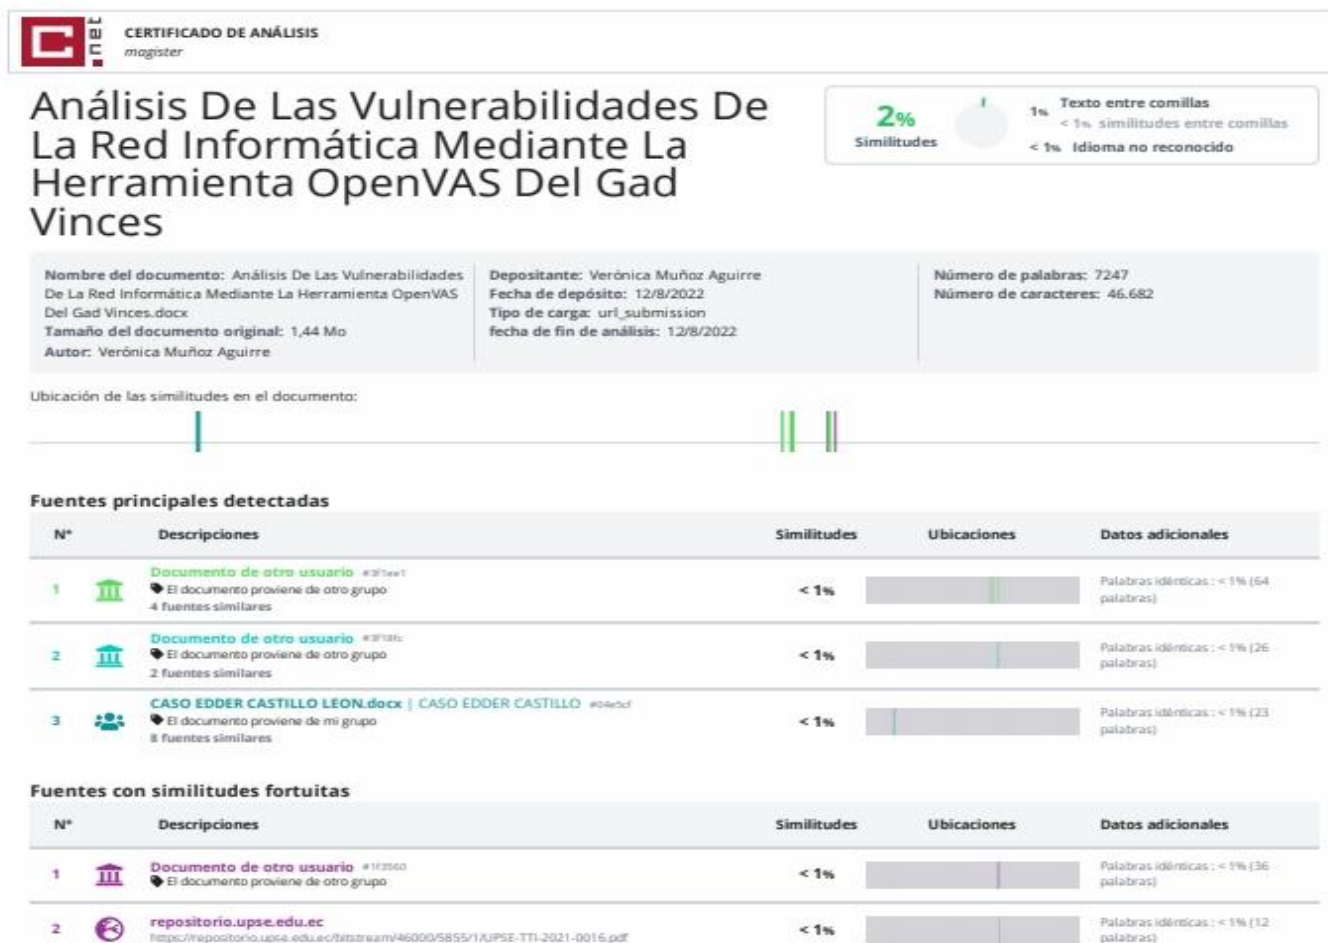 C net
CERTIFICADO DE ANÁLISIS
magister
Análisis De Las Vulnerabilidades De
La Red Informática Mediante La
Herramienta OpenVAS Del Gad
Vinces
2%
Similitudes
1% Texto entre comillas
< 1% similitudes entre comillas
< 1% Idioma no reconocido
Nombre del documento: Análisis De Las Vulnerabilidades
De La Red Informática Mediante La Herramienta OpenVAS
Del Gad Vinces.docx
Tamaño del documento original: 1,44 Mo
Autor: Verónica Muñoz Aguirre
Depositante: Verónica Muñoz Aguirre
Fecha de depósito: 12/8/2022
Tipo de carga: url_submission
fecha de fin de análisis: 12/8/2022
Número de palabras: 7247
Número de caracteres: 46.682
Ubicación de las similitudes en el documento:
Fuentes principales detectadas
N° Descripciones Similitudes Ubicaciones Datos adicionales
1 Documento de otro usuario #3f1ee1
El documento proviene de otro grupo
4 fuentes similares
< 1%
Palabras idénticas : < 1% (64
palabras)
2 Documento de otro usuario
El documento proviene de otro grupo
2 fuentes similares
< 1%
Palabras idénticas : < 1% (26
palabras)
3 CASO EDDER CASTILLO LEON.docx | CASO EDDER CASTILLO #04e5cf
El documento proviene de mi grupo
8 fuentes similares
< 1%
Palabras idénticas : < 1% (23
palabras)
Fuentes con similitudes fortuitas
N° Descripciones Similitudes Ubicaciones Datos adicionales
1 Documento de otro usuario #1f3560
El documento proviene de otro grupo
< 1%
Palabras idénticas : < 1% (36
palabras)
2 repositorio.upse.edu.ec
https://repositorio.upse.edu.ec/bitstream/46000/5855/1/UPSE-TTI-2021-0016.pdf
< 1%
Palabras idénticas : < 1% (12
palabras)